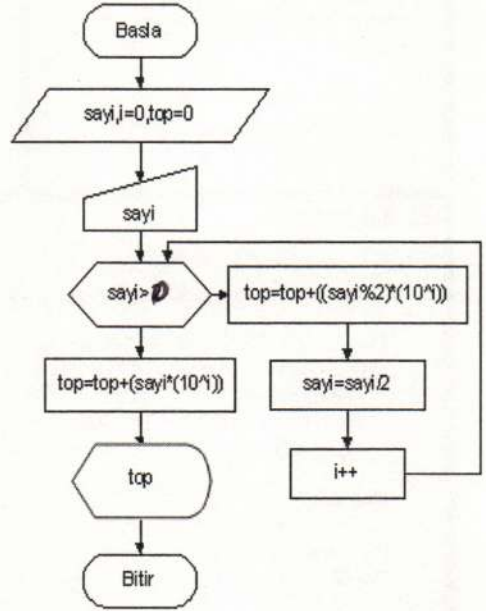 Basla
sayi,i=0,top=0
sayi
sayi>0
top=top+((sayi%2)*(10^i))
top=top+(sayi*(10^i))
sayi=sayi/2
top
i++
Bitir